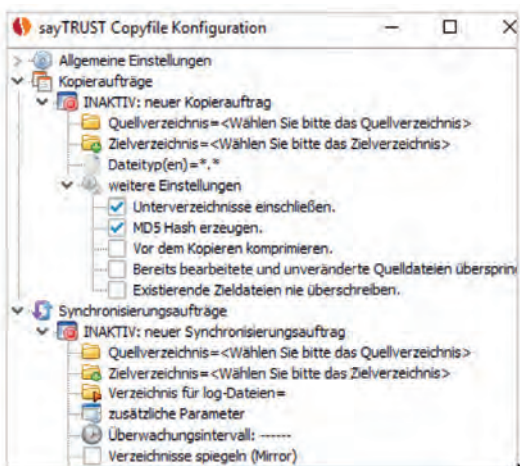 sayTRUST Copyfile Konfiguration
Allgemeine Einstellungen
Kopieraufträge
INAKTIV: neuer Kopierauftrag
Quellverzeichnis=<Wählen Sie bitte das Quellverzeichnis>
Zielverzeichnis=<Wählen Sie bitte das Zielverzeichnis>
Dateityp(en)=*.*
weitere Einstellungen
Unterverzeichnisse einschließen.
MD5 Hash erzeugen.
Vor dem Kopieren komprimieren.
Bereits bearbeitete und unveränderte Quelldateien überspring
Existierende Zieldateien nie überschreiben.
Synchronisierungsaufträge
INAKTIV: neuer Synchronisierungsauftrag
Quellverzeichnis=<Wählen Sie bitte das Quellverzeichnis>
Zielverzeichnis=<Wählen Sie bitte das Zielverzeichnis>
Verzeichnis für log-Dateien=
zusätzliche Parameter
Überwachungsintervall: ------
Verzeichnisse spiegeln (Mirror)